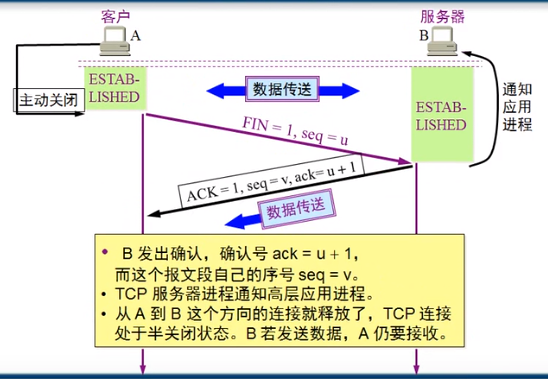 客户
服务器
A
B
ESTAB-
LISHED
主动关闭
数据传送
ESTAB-
LISHED
通知
应用
进程
FIN = 1, seq = u
ACK = 1, seq = v, ack= u + 1
数据传送
• B 发出确认，确认号 ack = u + 1，
而这个报文段自己的序号 seq = v。
• TCP 服务器进程通知高层应用进程。
• 从 A 到 B 这个方向的连接就释放了，TCP 连接
处于半关闭状态。B 若发送数据，A 仍要接收。